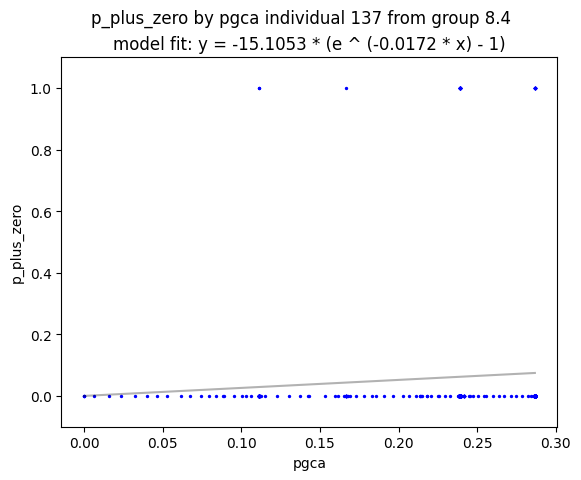 p_plus_zero by pgca individual 137 from group 8.4
model fit: y = -15.1053 * (e ^ (-0.0172 * x) - 1)
1.0
0.8
0.6
0.4
0.2
0.0
p_plus_zero
0.00 0.05 0.10 0.15 0.20 0.25 0.30
pgca